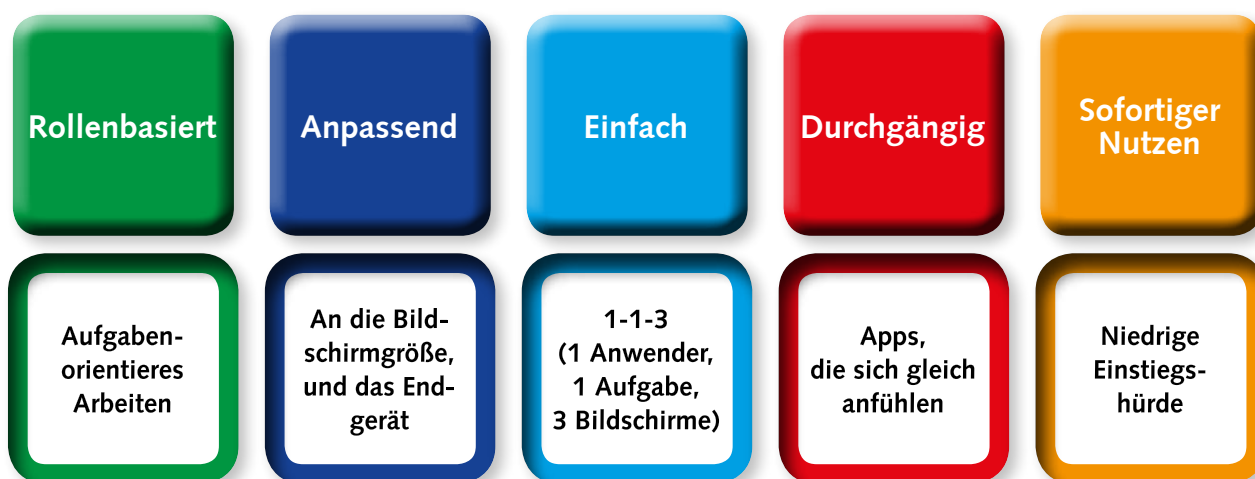 Rollenbasiert
Anpassend
Einfach
Durchgängig
Sofortiger
Nutzen
Aufgaben-
orientieres
Arbeiten
An die Bild-
schirmgröße,
und das End-
gerät
1-1-3
(1 Anwender,
1 Aufgabe,
3 Bildschirme)
Apps,
die sich gleich
anfühlen
Niedrige
Einstiegs-
hürde